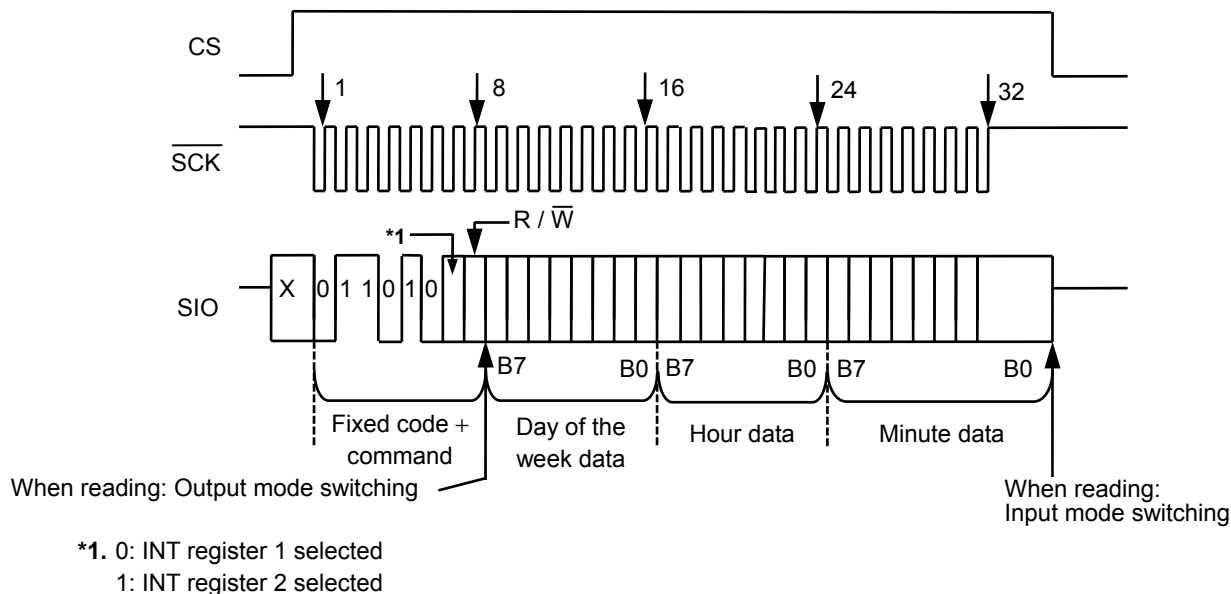 CS
1 8 16 24 32
S̅C̅K̅
R / W̅
*1
X 0 1 1 0 1 0
SIO
B7 B0 B7 B0 B7 B0
Fixed code +
command
Day of the
week data
Hour data
Minute data
When reading: Output mode switching
When reading:
Input mode switching
*1. 0: INT register 1 selected
1: INT register 2 selected